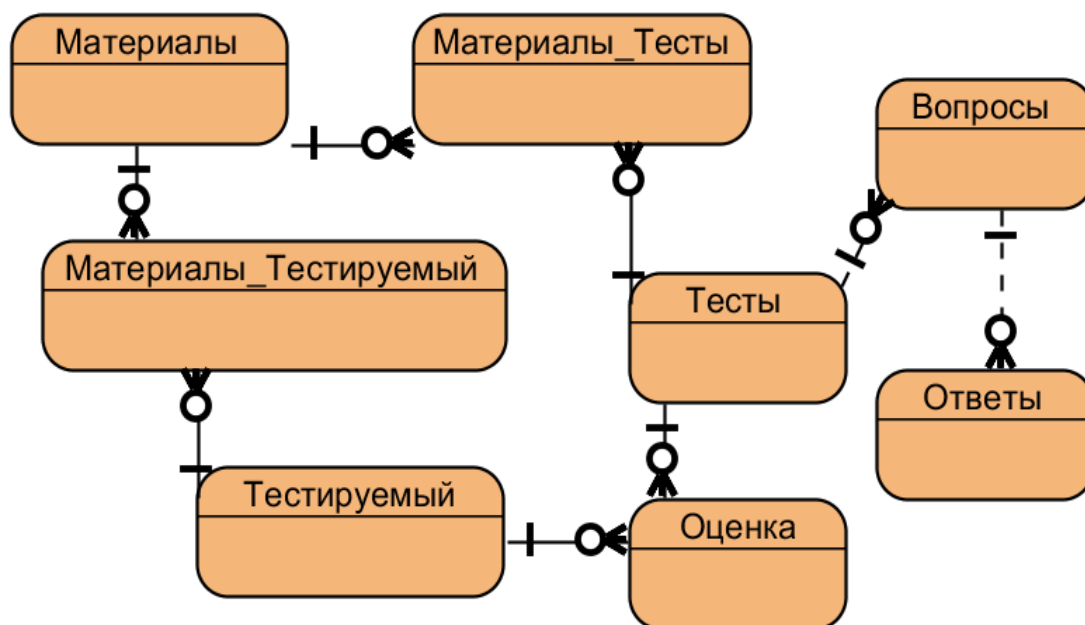 Материалы
Материалы_Тесты
Вопросы
Материалы_Тестируемый
Тесты
Ответы
Тестируемый
Оценка